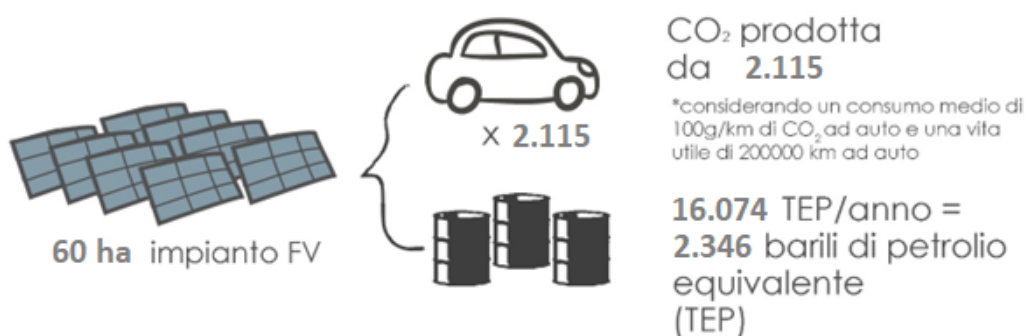 60 ha impianto FV
x 2.115
CO₂ prodotta
da 2.115
*considerando un consumo medio di
100g/km di CO₂ ad auto e una vita
utile di 200000 km ad auto
16.074 TEP/anno =
2.346 barili di petrolio
equivalente
(TEP)